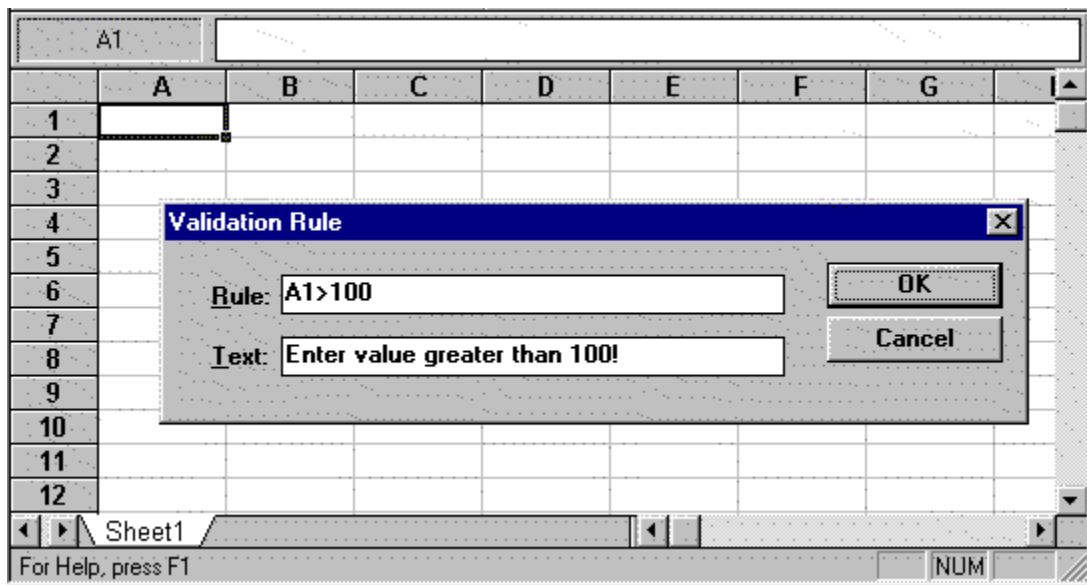 A1
A B C D E F G
1
2
3
4
5
6
7
8
9
10
11
12
Validation Rule
Rule: A1>100
OK
Text: Enter value greater than 100!
Cancel
Sheet1
For Help, press F1
NUM